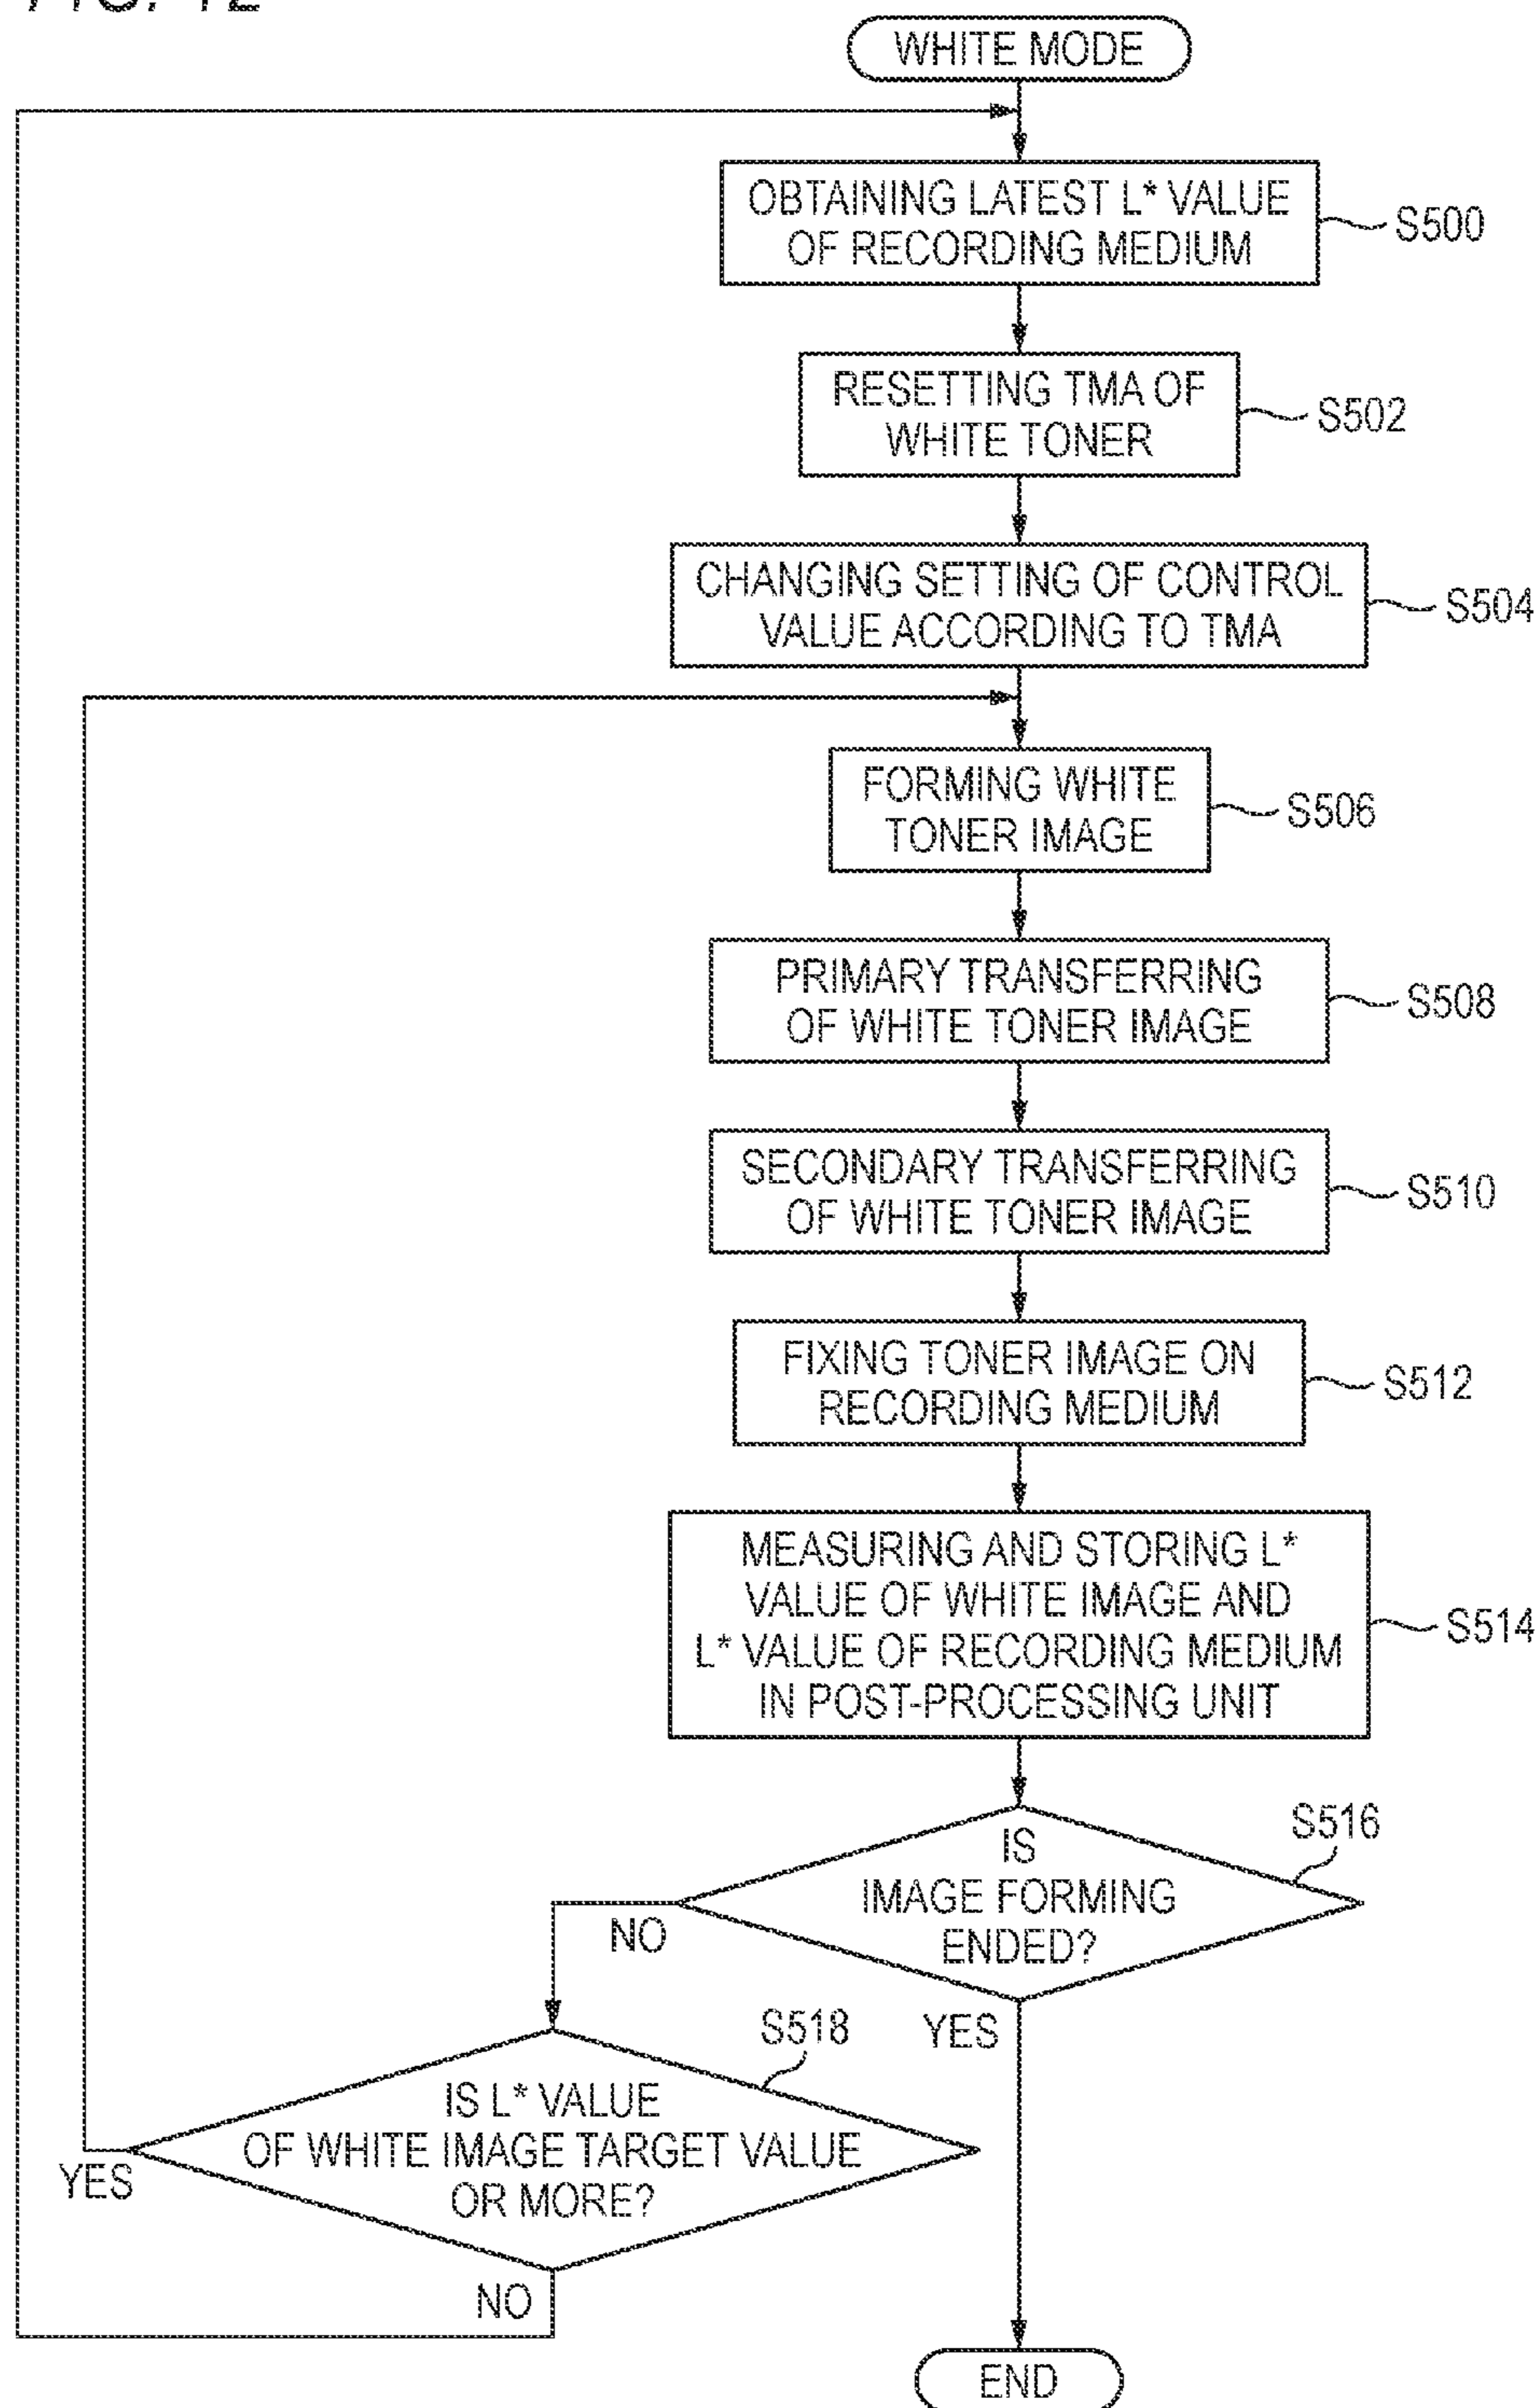 FIG. 12
WHITE MODE
OBTAINING LATEST L* VALUE
OF RECORDING MEDIUM
S500
RESETTING TMA OF
WHITE TONER
S502
CHANGING SETTING OF CONTROL
VALUE ACCORDING TO TMA
S504
FORMING WHITE
TONER IMAGE
S506
PRIMARY TRANSFERRING
OF WHITE TONER IMAGE
S508
SECONDARY TRANSFERRING
OF WHITE TONER IMAGE
S510
FIXING TONER IMAGE ON
RECORDING MEDIUM
S512
MEASURING AND STORING L*
VALUE OF WHITE IMAGE AND
L* VALUE OF RECORDING MEDIUM
IN POST-PROCESSING UNIT
S514
S516
IS
IMAGE FORMING
ENDED?
NO
YES
S518
IS L* VALUE
OF WHITE IMAGE TARGET VALUE
OR MORE?
YES
NO
END